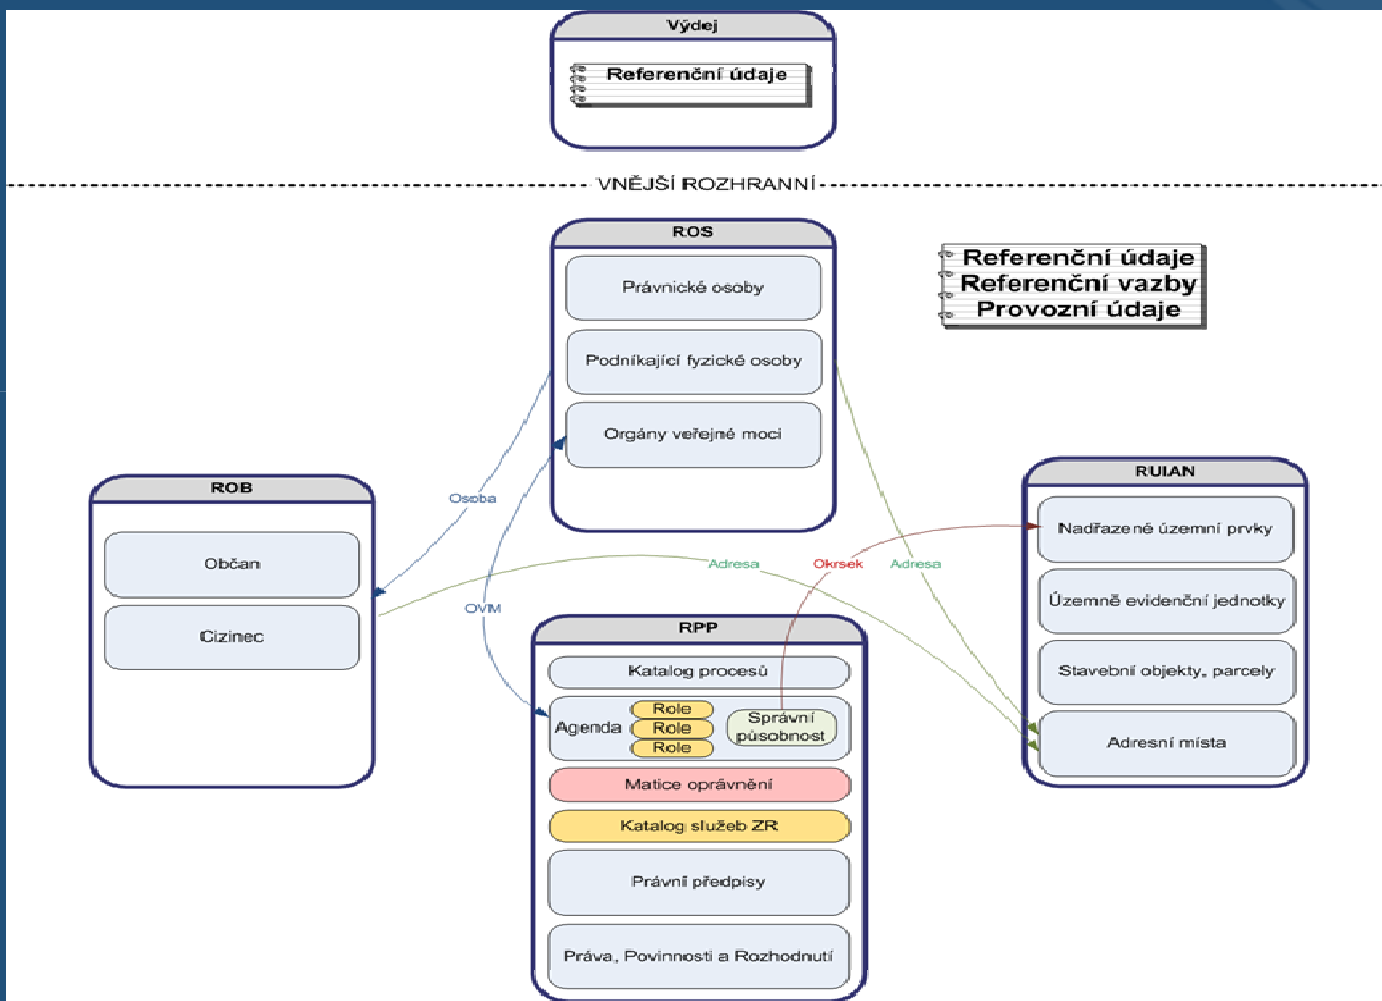 Výdej
Referenční údaje
VNĚJŠÍ ROZHRANNÍ
ROS
Právnické osoby
Podníkající fyzické osoby
Orgány veřejné moci
Referenční údaje
Referenční vazby
Provozní údaje
ROB
Občan
Cizinec
Osoba
OVM
Adresa
Okrsek
Adresa
RUIAN
Nadřazené územní prvky
Územně evidenční jednotky
Stavební objekty, parcely
Adresní místa
RPP
Katalog procesů
Agenda
Role
Role
Role
Správní
působnost
Matice oprávnění
Katalog služeb ZR
Právní předpisy
Práva, Povinnosti a Rozhodnutí